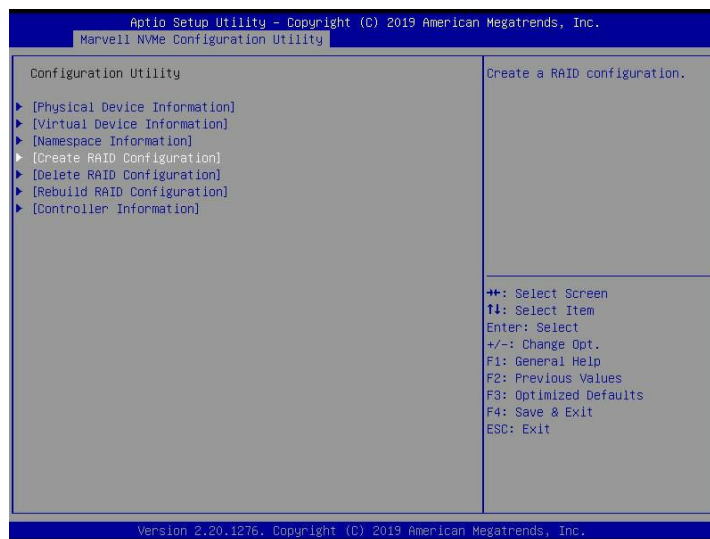 Aptio Setup Utility – Copyright (C) 2019 American Megatrends, Inc.
Marvell NVMe Configuration Utility
Configuration Utility
[Physical Device Information]
[Virtual Device Information]
[Namespace Information]
[Create RAID Configuration]
[Delete RAID Configuration]
[Rebuild RAID Configuration]
[Controller Information]
Create a RAID configuration.
→←: Select Screen
↑↓: Select Item
Enter: Select
+/-: Change Opt.
F1: General Help
F2: Previous Values
F3: Optimized Defaults
F4: Save & Exit
ESC: Exit
Version 2.20.1276. Copyright (C) 2019 American Megatrends, Inc.